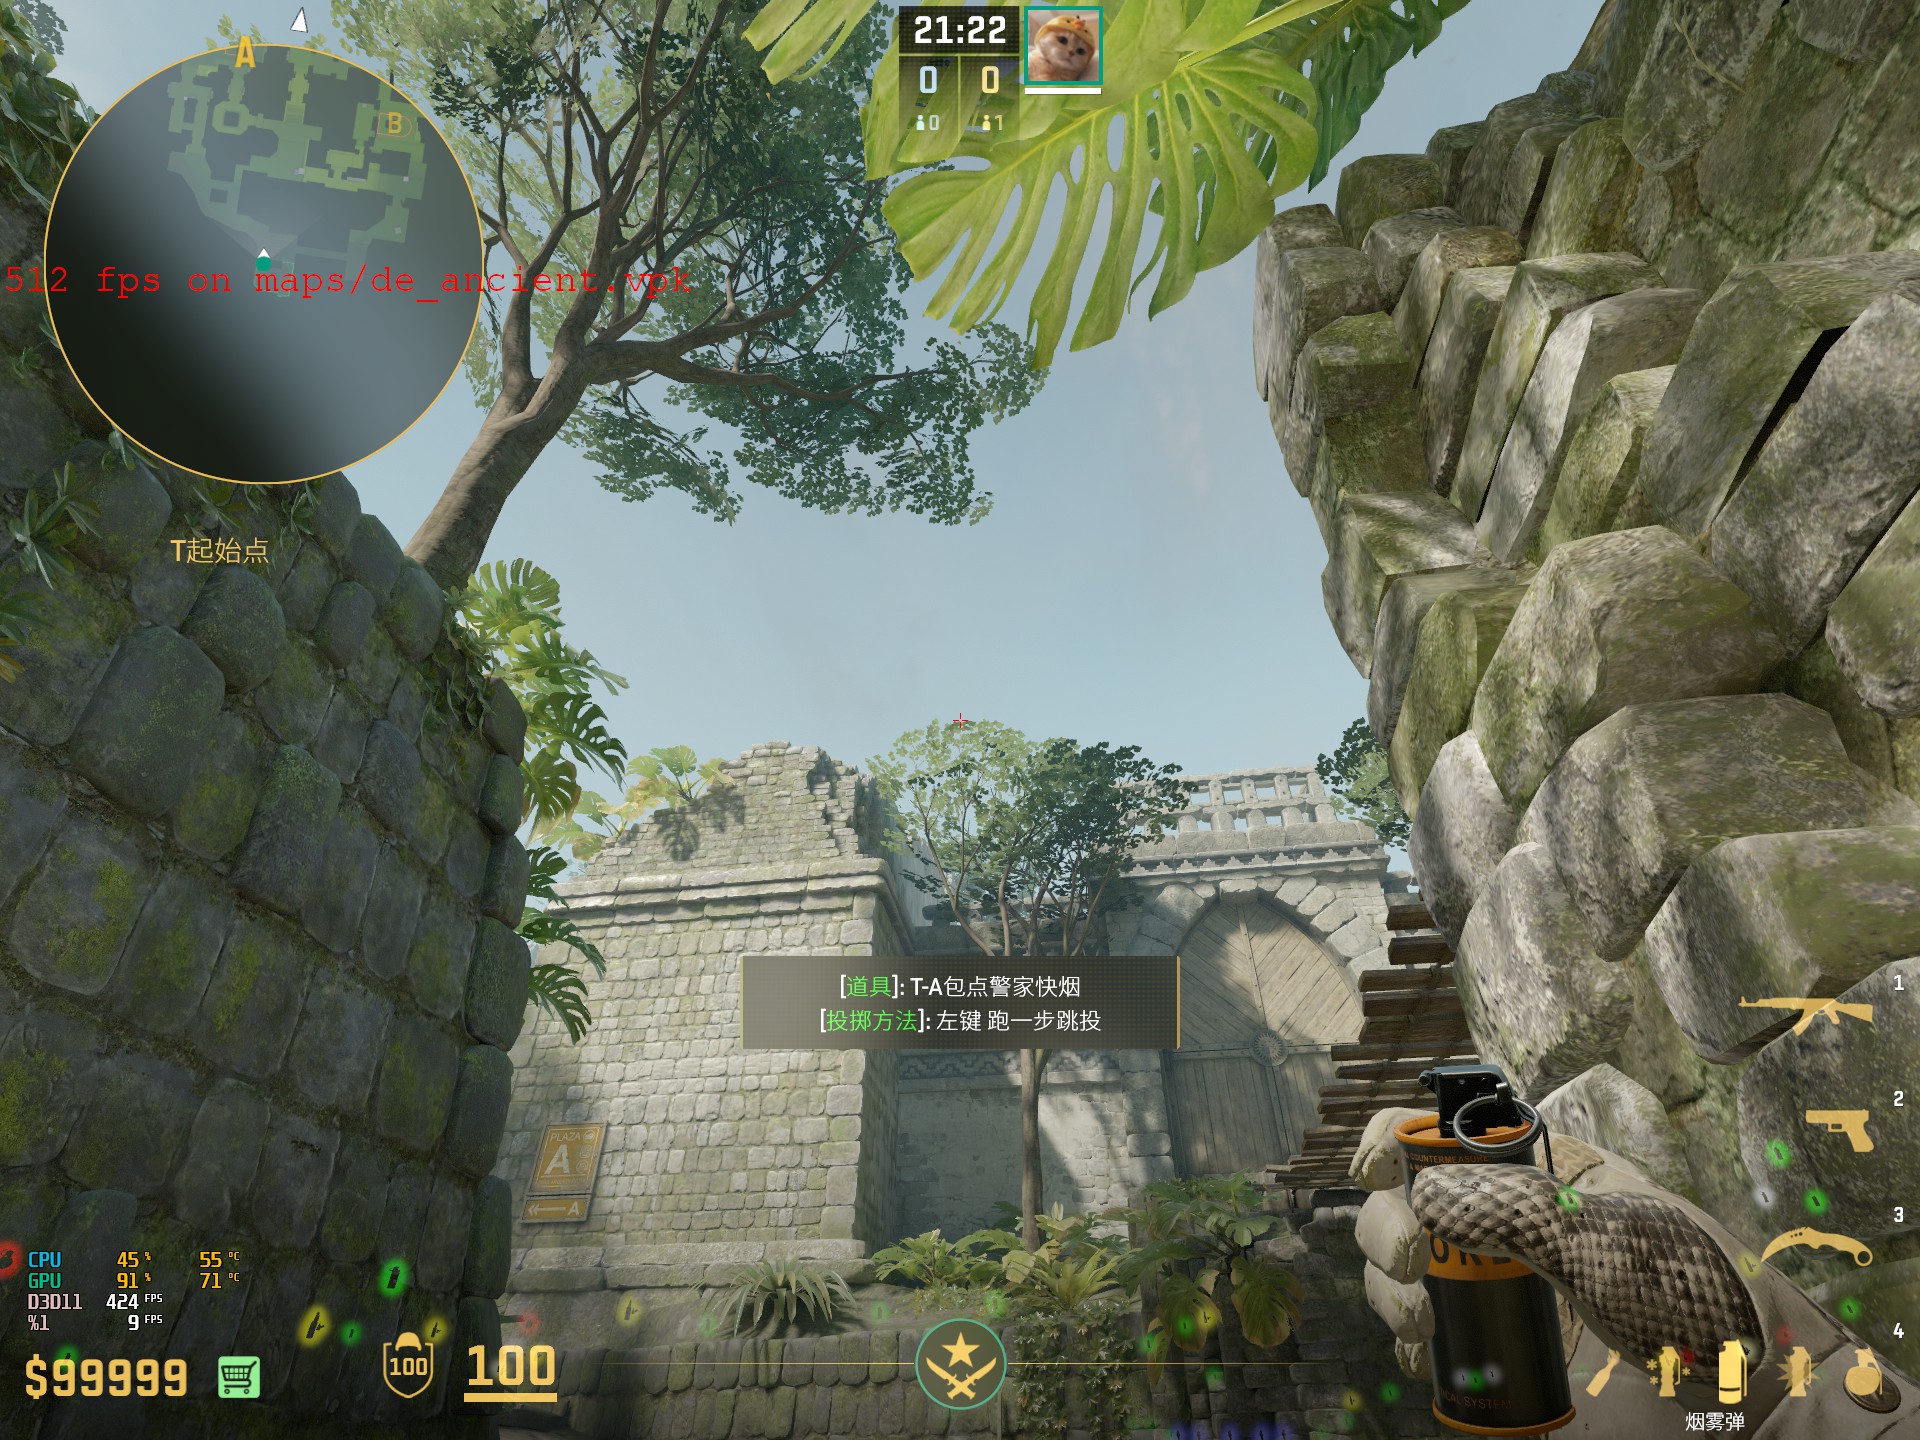 21:22
0 0
0 1
A
B
512 fps on maps/de_ancient.vpk
T起始点
[道具]: T-A包点警家快烟
[投掷方法]: 左键 跑一步跳投
PLAZA
A
A
COUNTERMEASURE
1
2
3
4
CPU 45 % 55 °C
GPU 91 % 71 °C
D3D11 424 FPS
%1 9 FPS
$99999
100
100
烟雾弹